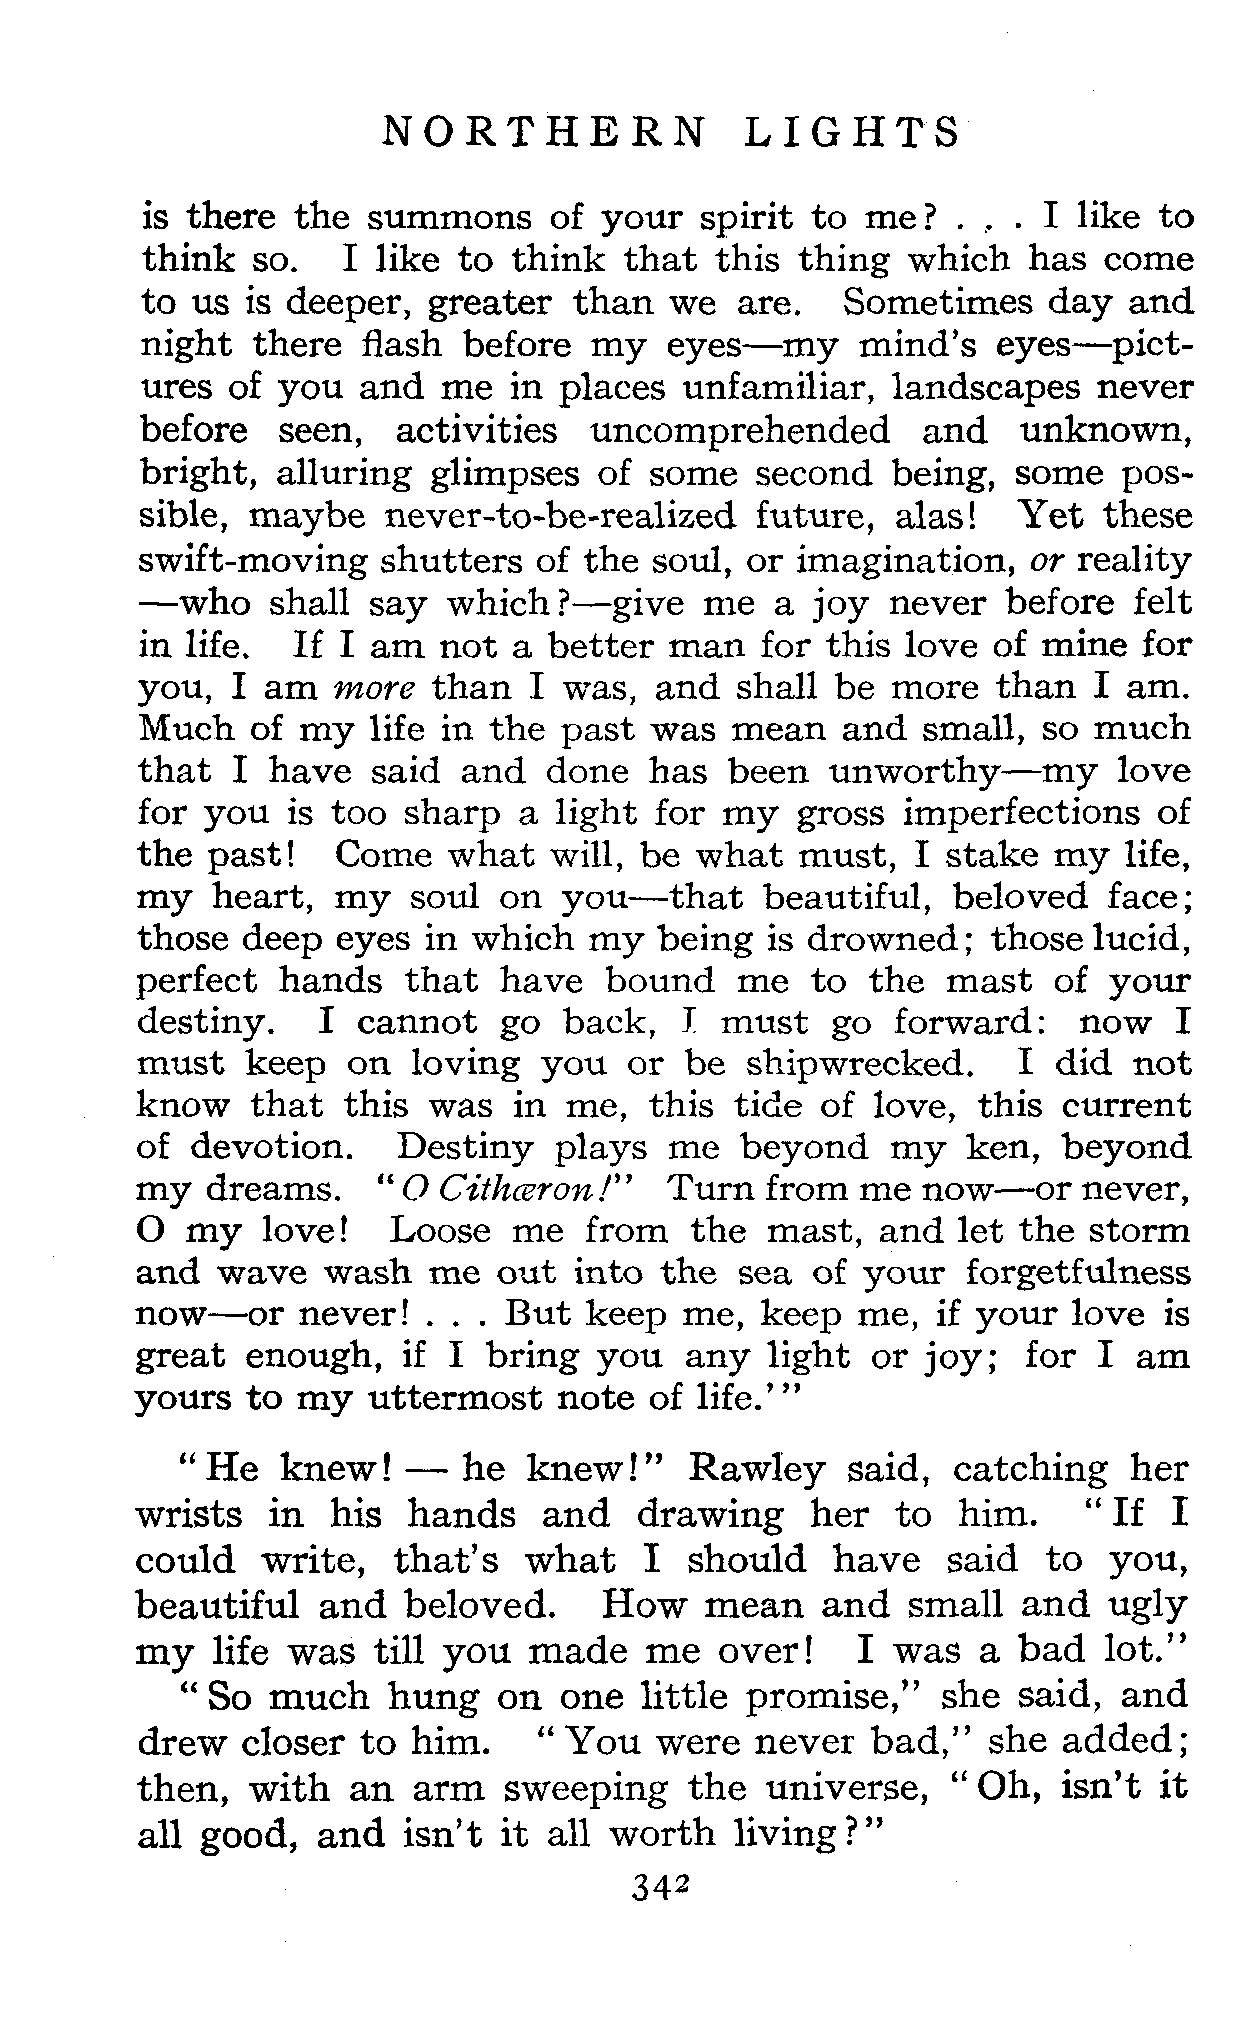 NORTHERN LIGHTS
is there the summons of your spirit to me? . . . I like to
think so. I like to think that this thing which has come
to us is deeper, greater than we are. Sometimes day and
night there flash before my eyes—my mind's eyes—pict-
ures of you and me in places unfamiliar, landscapes never
before seen, activities uncomprehended and unknown,
bright, alluring glimpses of some second being, some pos-
sible, maybe never-to-be-realized future, alas! Yet these
swift-moving shutters of the soul, or imagination, or reality
—who shall say which?—give me a joy never before felt
in life. If I am not a better man for this love of mine for
you, I am more than I was, and shall be more than I am.
Much of my life in the past was mean and small, so much
that I have said and done has been unworthy—my love
for you is too sharp a light for my gross imperfections of
the past! Come what will, be what must, I stake my life,
my heart, my soul on you—that beautiful, beloved face;
those deep eyes in which my being is drowned; those lucid,
perfect hands that have bound me to the mast of your
destiny. I cannot go back, I must go forward: now I
must keep on loving you or be shipwrecked. I did not
know that this was in me, this tide of love, this current
of devotion. Destiny plays me beyond my ken, beyond
my dreams. "O Cithæron!" Turn from me now—or never,
O my love! Loose me from the mast, and let the storm
and wave wash me out into the sea of your forgetfulness
now—or never! . . . But keep me, keep me, if your love is
great enough, if I bring you any light or joy; for I am
yours to my uttermost note of life.'"
"He knew! — he knew!" Rawley said, catching her
wrists in his hands and drawing her to him. "If I
could write, that's what I should have said to you,
beautiful and beloved. How mean and small and ugly
my life was till you made me over! I was a bad lot."
"So much hung on one little promise," she said, and
drew closer to him. "You were never bad," she added;
then, with an arm sweeping the universe, "Oh, isn't it
all good, and isn't it all worth living?"
342